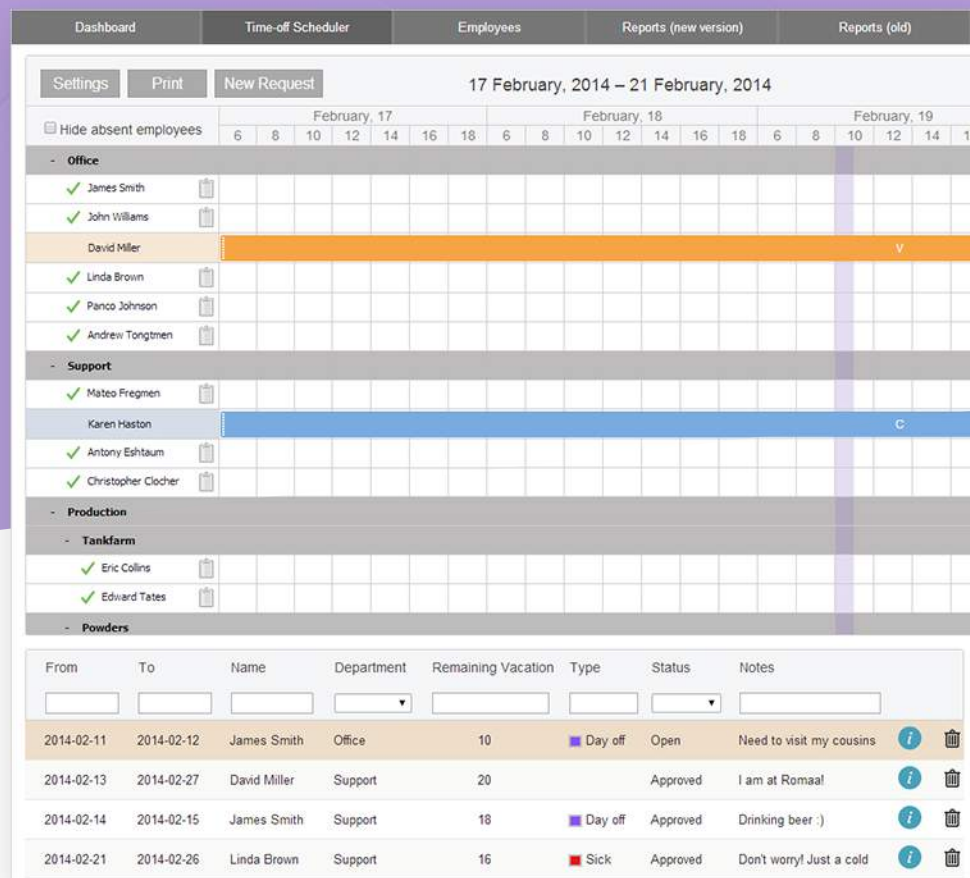 Dashboard Time-off Scheduler Employees Reports (new version) Reports (old)
Settings Print New Request 17 February, 2014 – 21 February, 2014
February, 17 February, 18 February, 19
Hide absent employees 6 8 10 12 14 16 18 6 8 10 12 14 16 18 6 8 10 12 14
- Office
James Smith
John Williams
David Miller V
Linda Brown
Panco Johnson
Andrew Tongtmen
- Support
Mateo Fregmen
Karen Haston C
Antony Eshtaum
Christopher Clocher
- Production
- Tankfarm
Eric Collins
Edward Tates
- Powders
From To Name Department Remaining Vacation Type Status Notes
2014-02-11 2014-02-12 James Smith Office 10 Day off Open Need to visit my cousins i
2014-02-13 2014-02-27 David Miller Support 20 Approved I am at Romaa! i
2014-02-14 2014-02-15 James Smith Support 18 Day off Approved Drinking beer :) i
2014-02-21 2014-02-26 Linda Brown Support 16 Sick Approved Don't worry! Just a cold i